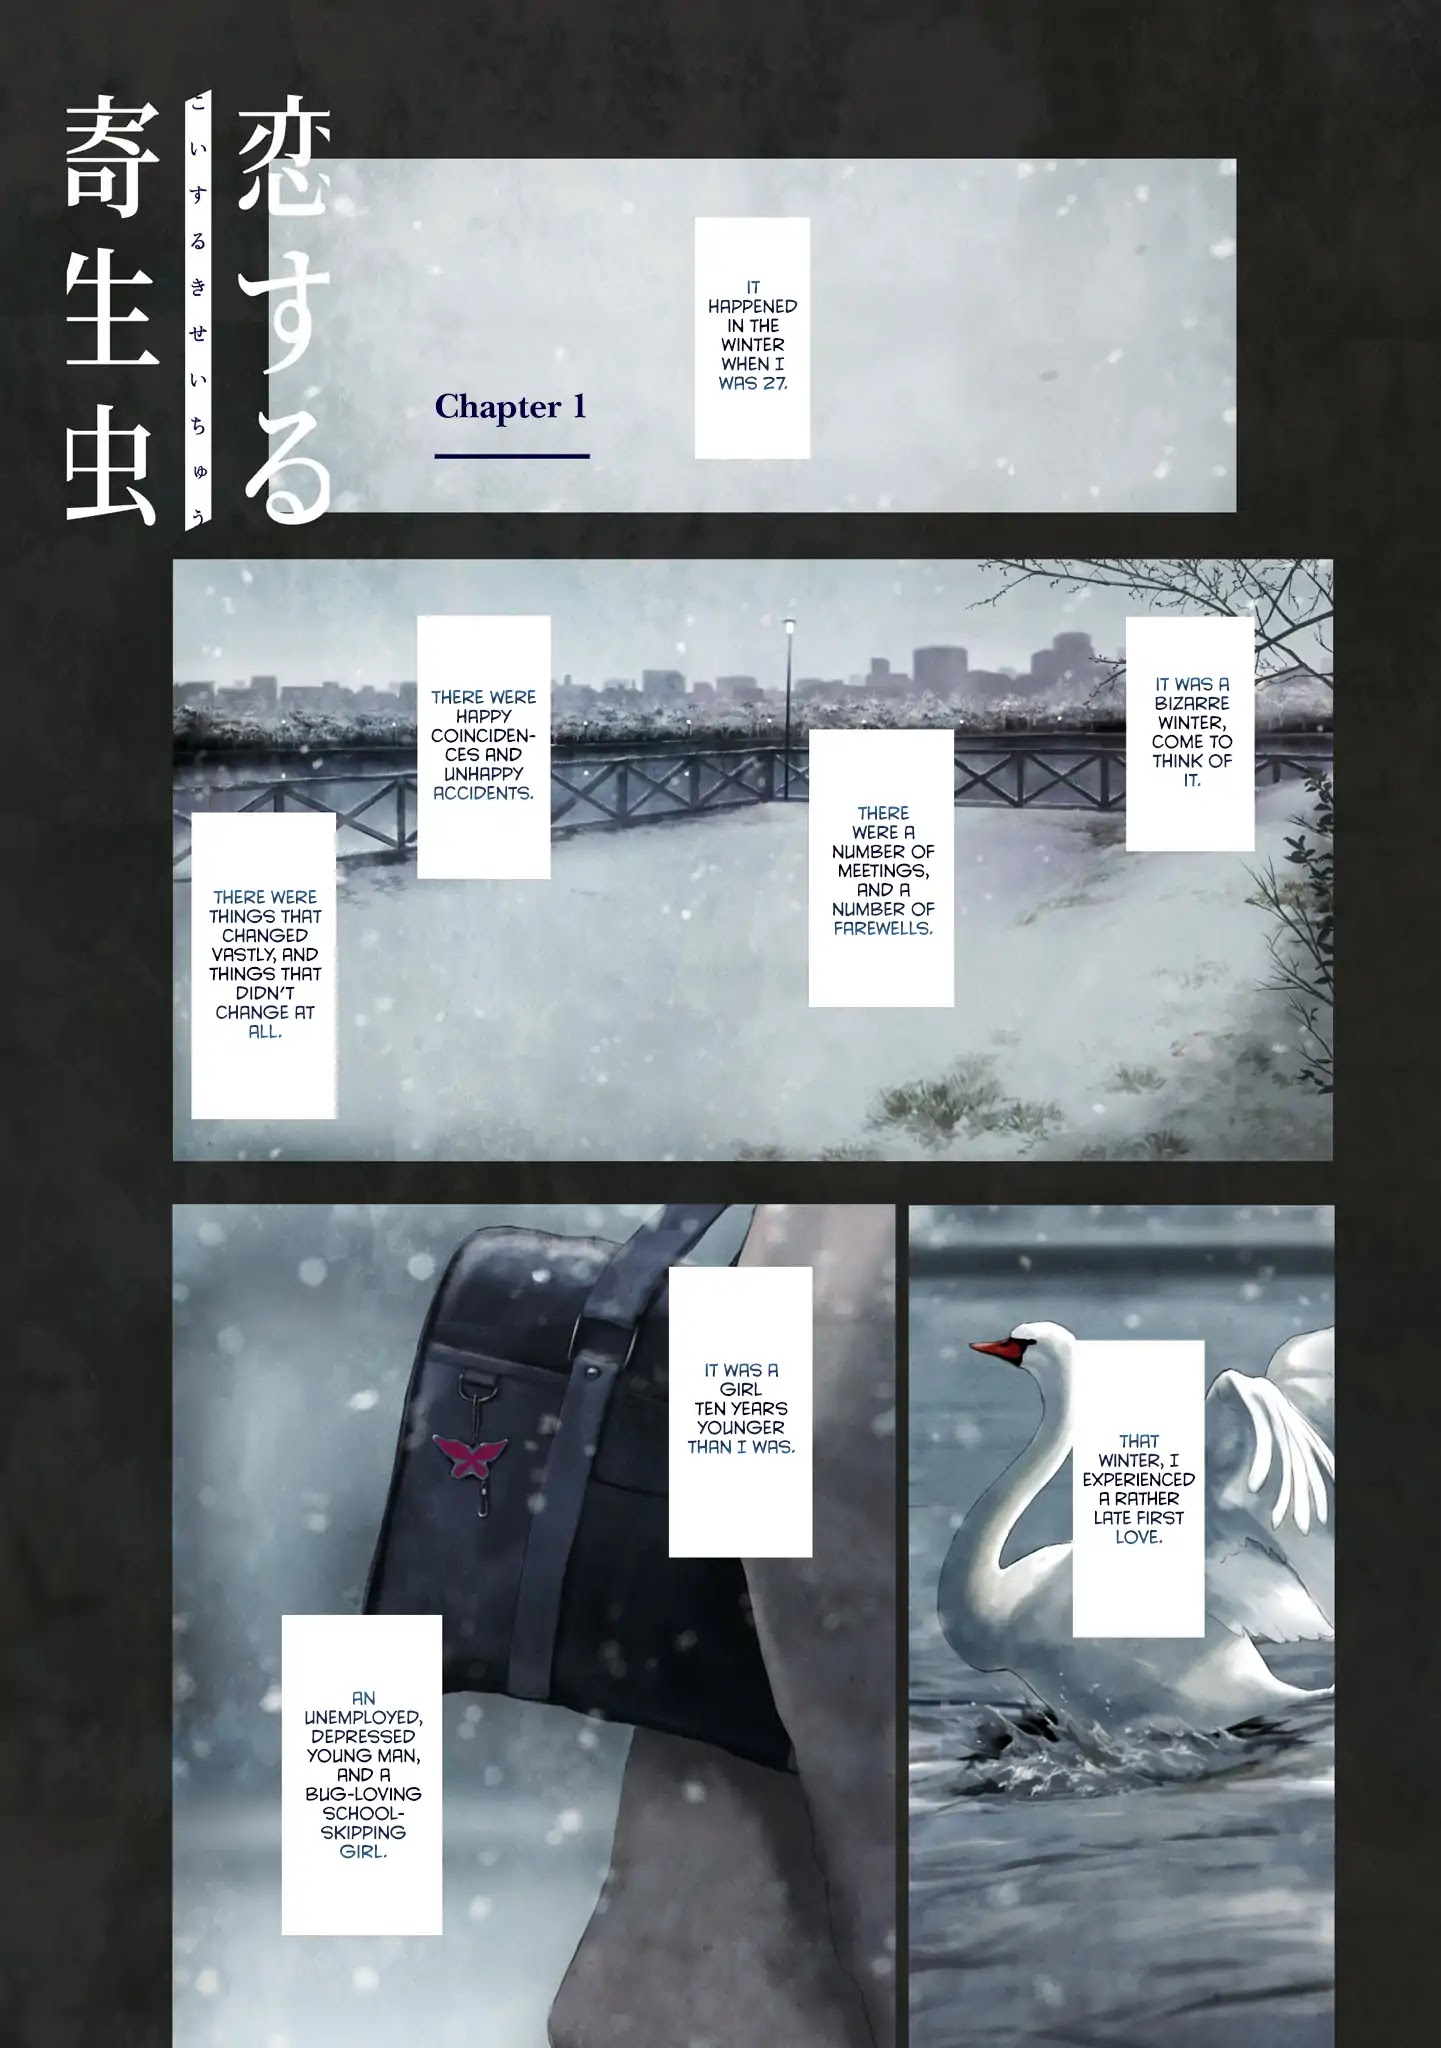 恋する
こいするきせいちゅう
寄生虫
Chapter 1
IT
HAPPENED
IN THE
WINTER
WHEN I
WAS 27.
IT WAS A
BIZARRE
WINTER,
COME TO
THINK OF
IT.
THERE
WERE A
NUMBER OF
MEETINGS,
AND A
NUMBER OF
FAREWELLS.
THERE WERE
HAPPY
COINCIDEN-
CES AND
UNHAPPY
ACCIDENTS.
THERE WERE
THINGS THAT
CHANGED
VASTLY, AND
THINGS THAT
DIDN'T
CHANGE AT
ALL.
THAT
WINTER, I
EXPERIENCED
A RATHER
LATE FIRST
LOVE.
IT WAS A
GIRL
TEN YEARS
YOUNGER
THAN I WAS.
AN
UNEMPLOYED,
DEPRESSED
YOUNG MAN,
AND A
BUG-LOVING
SCHOOL-
SKIPPING
GIRL.